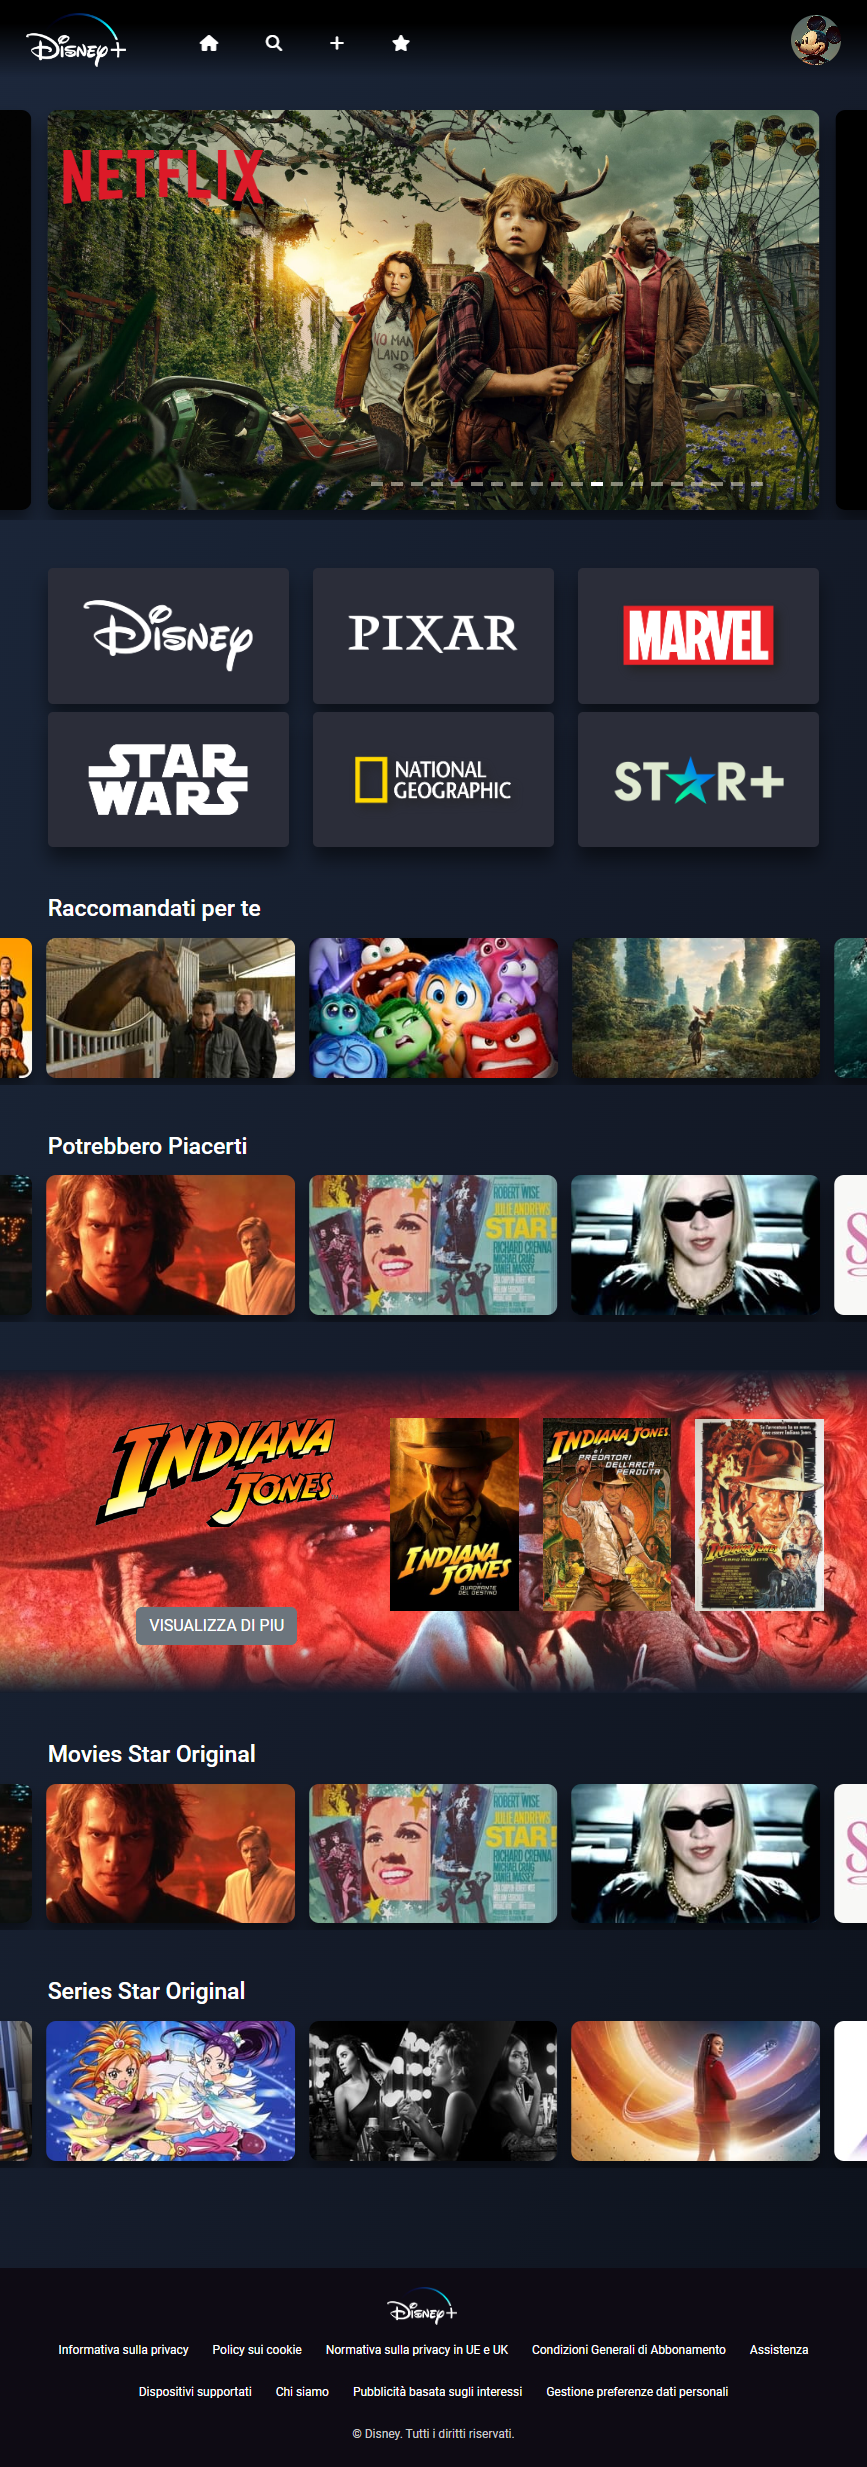 Disney+
NETFLIX
NO MAN
LAND
Disney
PIXAR
MARVEL
STAR
WARS
NATIONAL
GEOGRAPHIC
STAR+
Raccomandati per te
Potrebbero Piacerti
ROBERT WISE
JULIE ANDREWS
STAR!
RICHARD CRENNA
MICHAEL CRAIG
DANIEL MASSEY
S
INDIANA
JONES
INDIANA
JONES
QUADRANTE
DEL DESTINO
INDIANA JONES
e i
PREDATORI
DELL'ARCA
PERDUTA
INDIANA JONES
TEMPIO MALEDETTO
VISUALIZZA DI PIU
Movies Star Original
ROBERT WISE
JULIE ANDREWS
STAR!
RICHARD CRENNA
MICHAEL CRAIG
DANIEL MASSEY
S
Series Star Original
Disney+
Informativa sulla privacy Policy sui cookie Normativa sulla privacy in UE e UK Condizioni Generali di Abbonamento Assistenza
Dispositivi supportati Chi siamo Pubblicità basata sugli interessi Gestione preferenze dati personali
© Disney. Tutti i diritti riservati.